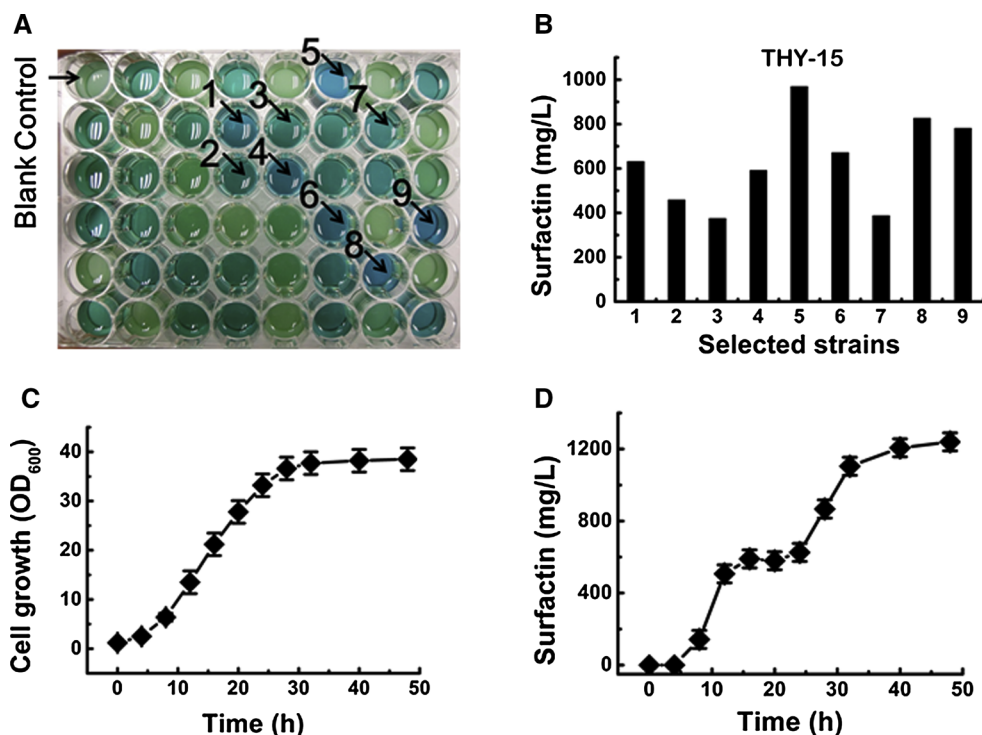 A
Blank Control
5
1
3
7
2
4
6
9
8
B
THY-15
Surfactin (mg/L)
1000
800
600
400
200
0
1 2 3 4 5 6 7 8 9
Selected strains
C
Cell growth (OD600)
40
30
20
10
0
0 10 20 30 40 50
Time (h)
D
Surfactin (mg/L)
1200
800
400
0
0 10 20 30 40 50
Time (h)